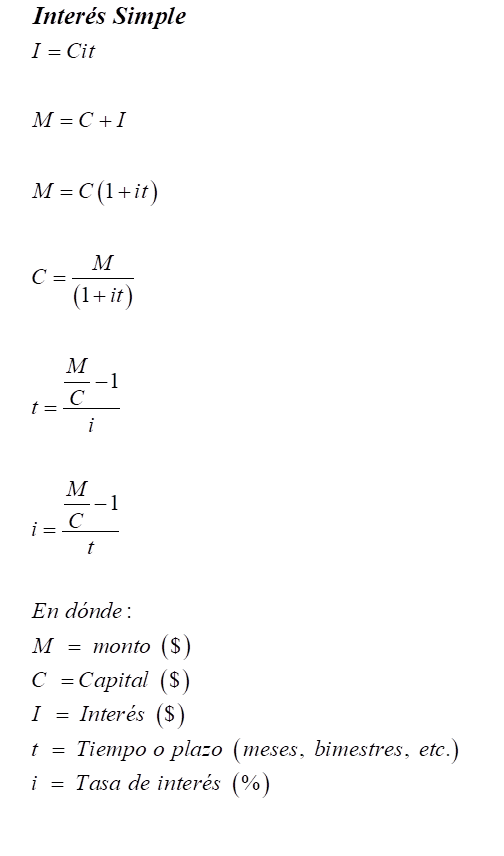 Interés Simple
I = Cit
M = C + I
M = C(1+it)
C = M / (1+it)
t = (M/C − 1) / i
i = (M/C − 1) / t
En dónde:
M = monto ($)
C = Capital ($)
I = Interés ($)
t = Tiempo o plazo (meses, bimestres, etc.)
i = Tasa de interés (%)